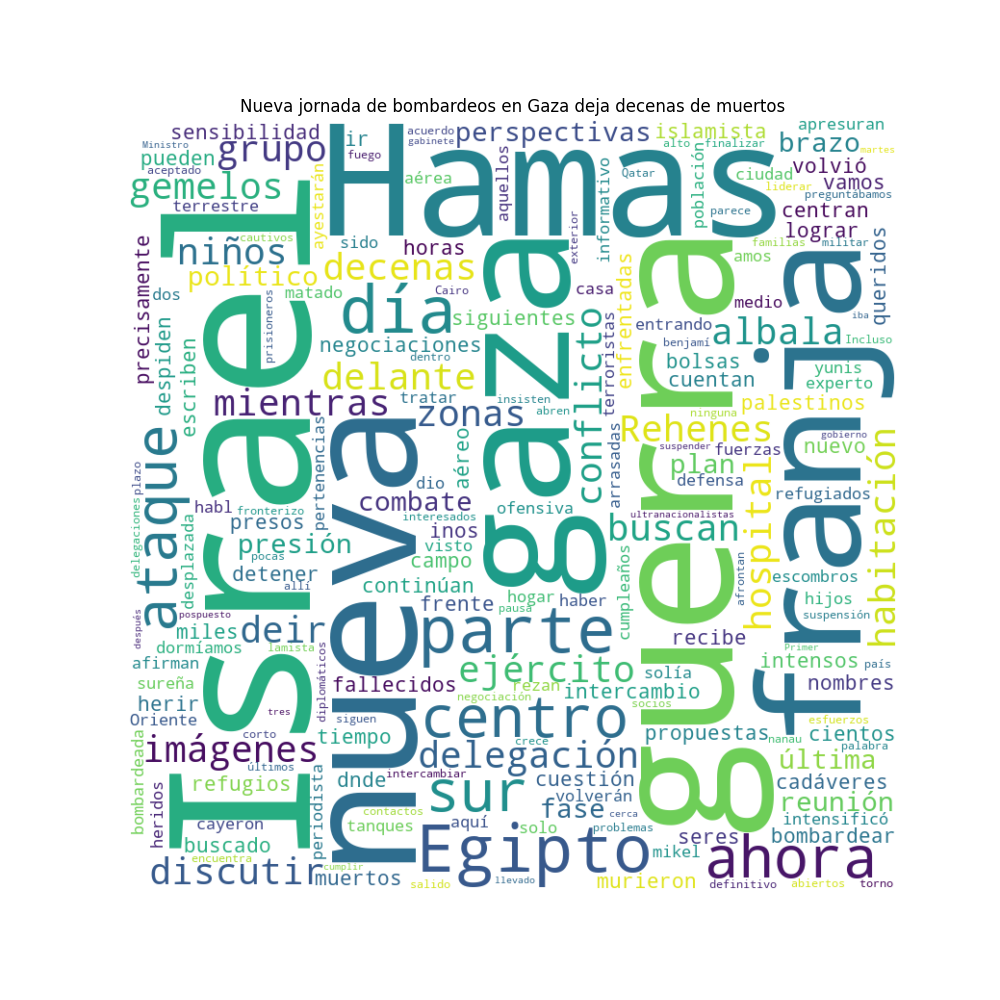 Nueva jornada de bombardeos en Gaza deja decenas de muertos
Ministro
sensibilidad
ir
acuerdo
gabinete
perspectivas
islamista
apresuran
pueden
aceptado
grupo
fuego
Hamas
alto
finalizar
brazo
martes
gemelos
aérea
aquellos
Qatar
población
ciudad
volvió
liderar
vamos
preguntábamos
terrestre
ayestarán
informativo
parece
centran
cautivos
sido
horas
exterior
familias
lograr
militar
niños
político
decenas
amos
queridos
precisamente
dos
matado
Cairo
casa
medio
iba
Israel
nueva
gaza
guerra
franja
despiden
prisioneros
día
siguientes
enfrentadas
entrando
albala
Incluso
escriben
negociaciones
dentro
conflicto
terroristas
benjamí
bolsas
yunis
delante
cuentan
experto
mientras
tratar
insisten
abren
palestinos
zonas
ninguna
Rehenes
gobierno
ataque
pertenencias
aéreo
arrasadas
suspender
fuerzas
nuevo
plazo
plan
dio
defensa
refugiados
delegaciones
habl
combate
ofensiva
hospital
habitación
fronterizo
interesados
ultranacionalistas
presos
inos
buscan
desplazada
presión
visto
pocas
campo
detener
allí
continúan
hogar
haber
cumpleaños
afrontan
escombros
pausa
frente
hijos
después
pospuesto
suspensión
miles
deir
parte
recibe
dormíamos
lamista
Primer
afirman
diplomáticos
ejército
solía
intensos
país
sureña
fallecidos
rezan
intercambio
nombres
herir
negociación
socios
Oriente
tres
siguen
centro
esfuerzos
bombardeada
corto
tiempo
crece
propuestas
nanau
cientos
imágenes
delegación
palabra
últimos
última
refugios
dnde
intercambiar
cuestión
cadáveres
periodista
sur
volverán
reunión
heridos
contactos
fase
cerca
cayeron
tanques
aquí
solo
problemas
intensificó
buscado
seres
bombardear
encuentra
Egipto
mikel
ahora
discutir
cumplir
muertos
salido
llevado
murieron
definitivo
abiertos
torno